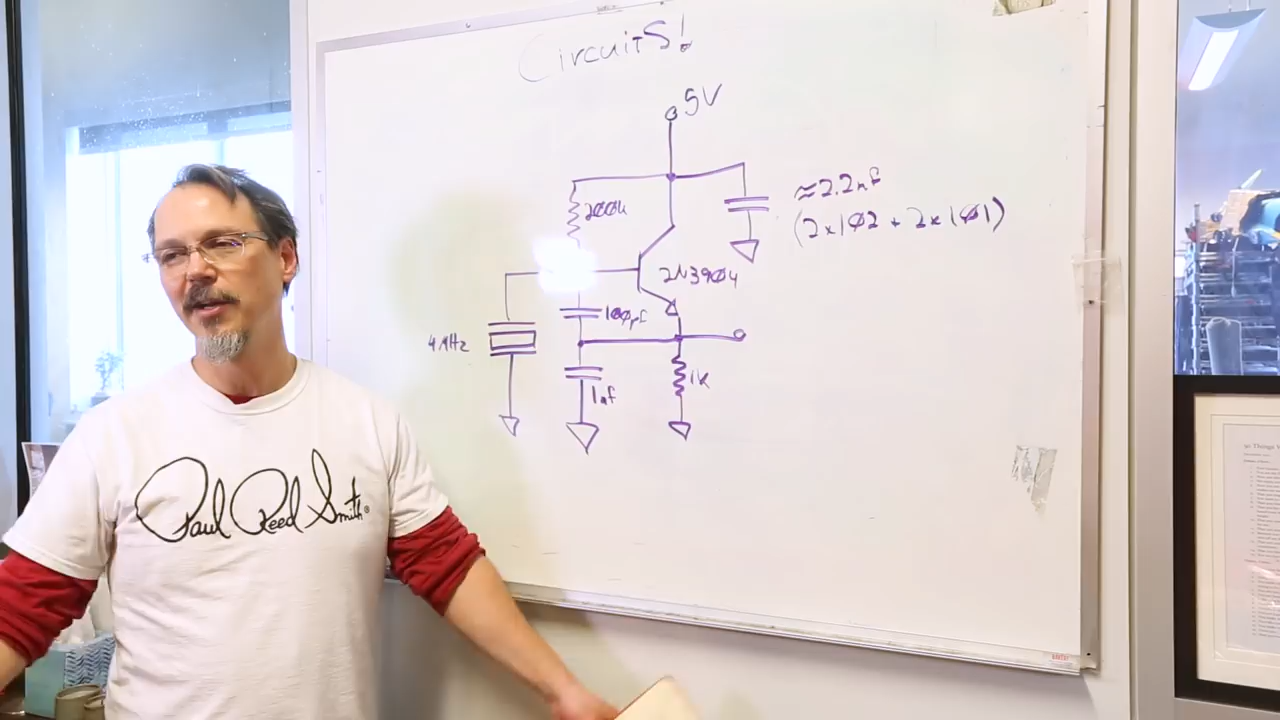 CircuitS!
5V
≈2.2nF
(2x102 + 2x101)
200k
2N3904
100pF
4MHz
1nF
1K
Paul Reed Smith®